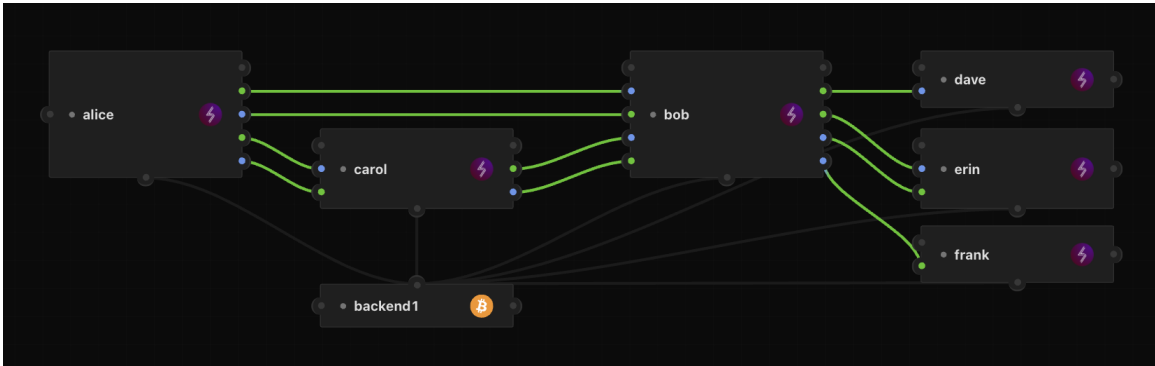 alice
carol
backend1
bob
dave
erin
frank